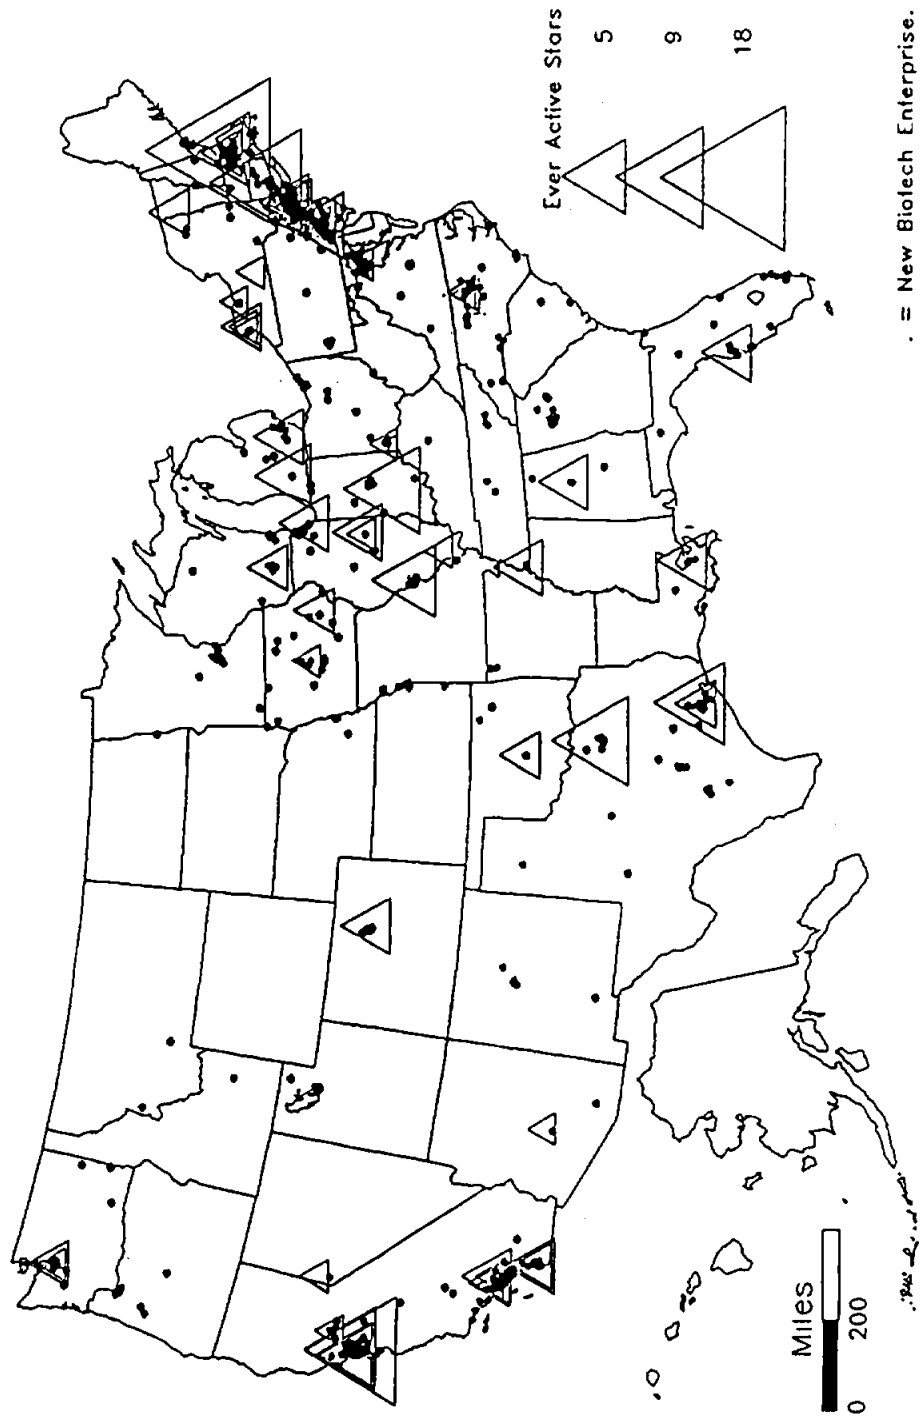 Ever Active Stars
5
9
18
. = New Biotech Enterprise.
Miles
0 200